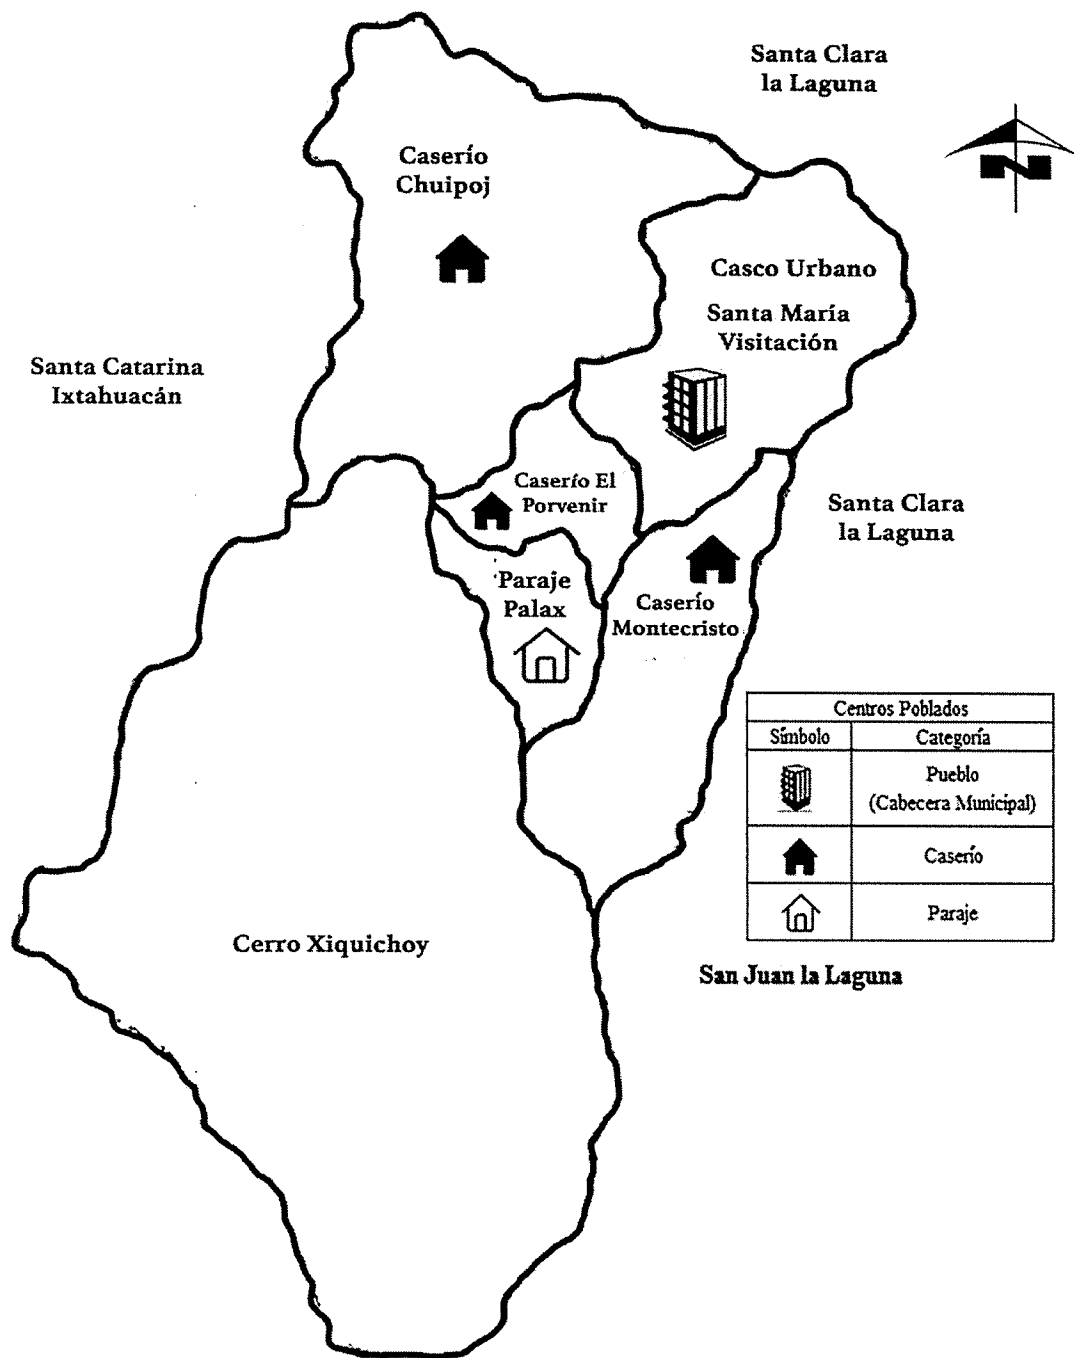 Santa Clara
la Laguna
Caserío
Chuipoj
N
Casco Urbano
Santa María
Visitación
Santa Catarina
Ixtahuacán
Caserío El
Porvenir
Santa Clara
la Laguna
Paraje
Palax
Caserío
Montecristo
Centros Poblados
Símbolo Categoría
Pueblo
(Cabecera Municipal)
Caserío
Paraje
Cerro Xiquichoy
San Juan la Laguna